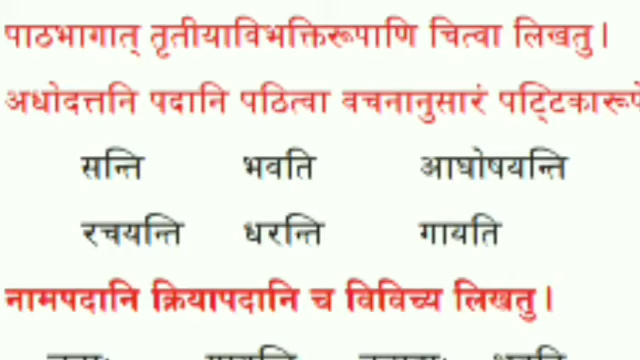 पाठभागात् तृतीयाविभक्तिरूपाणि चित्वा लिखतु।
अधोदत्तनि पदानि पठित्वा वचनानुसारं
सन्ति भवति आघोषयन्ति
रचयन्ति धरन्ति गायति
नामपदानि क्रियापदानि च विविच्य लिखतु।